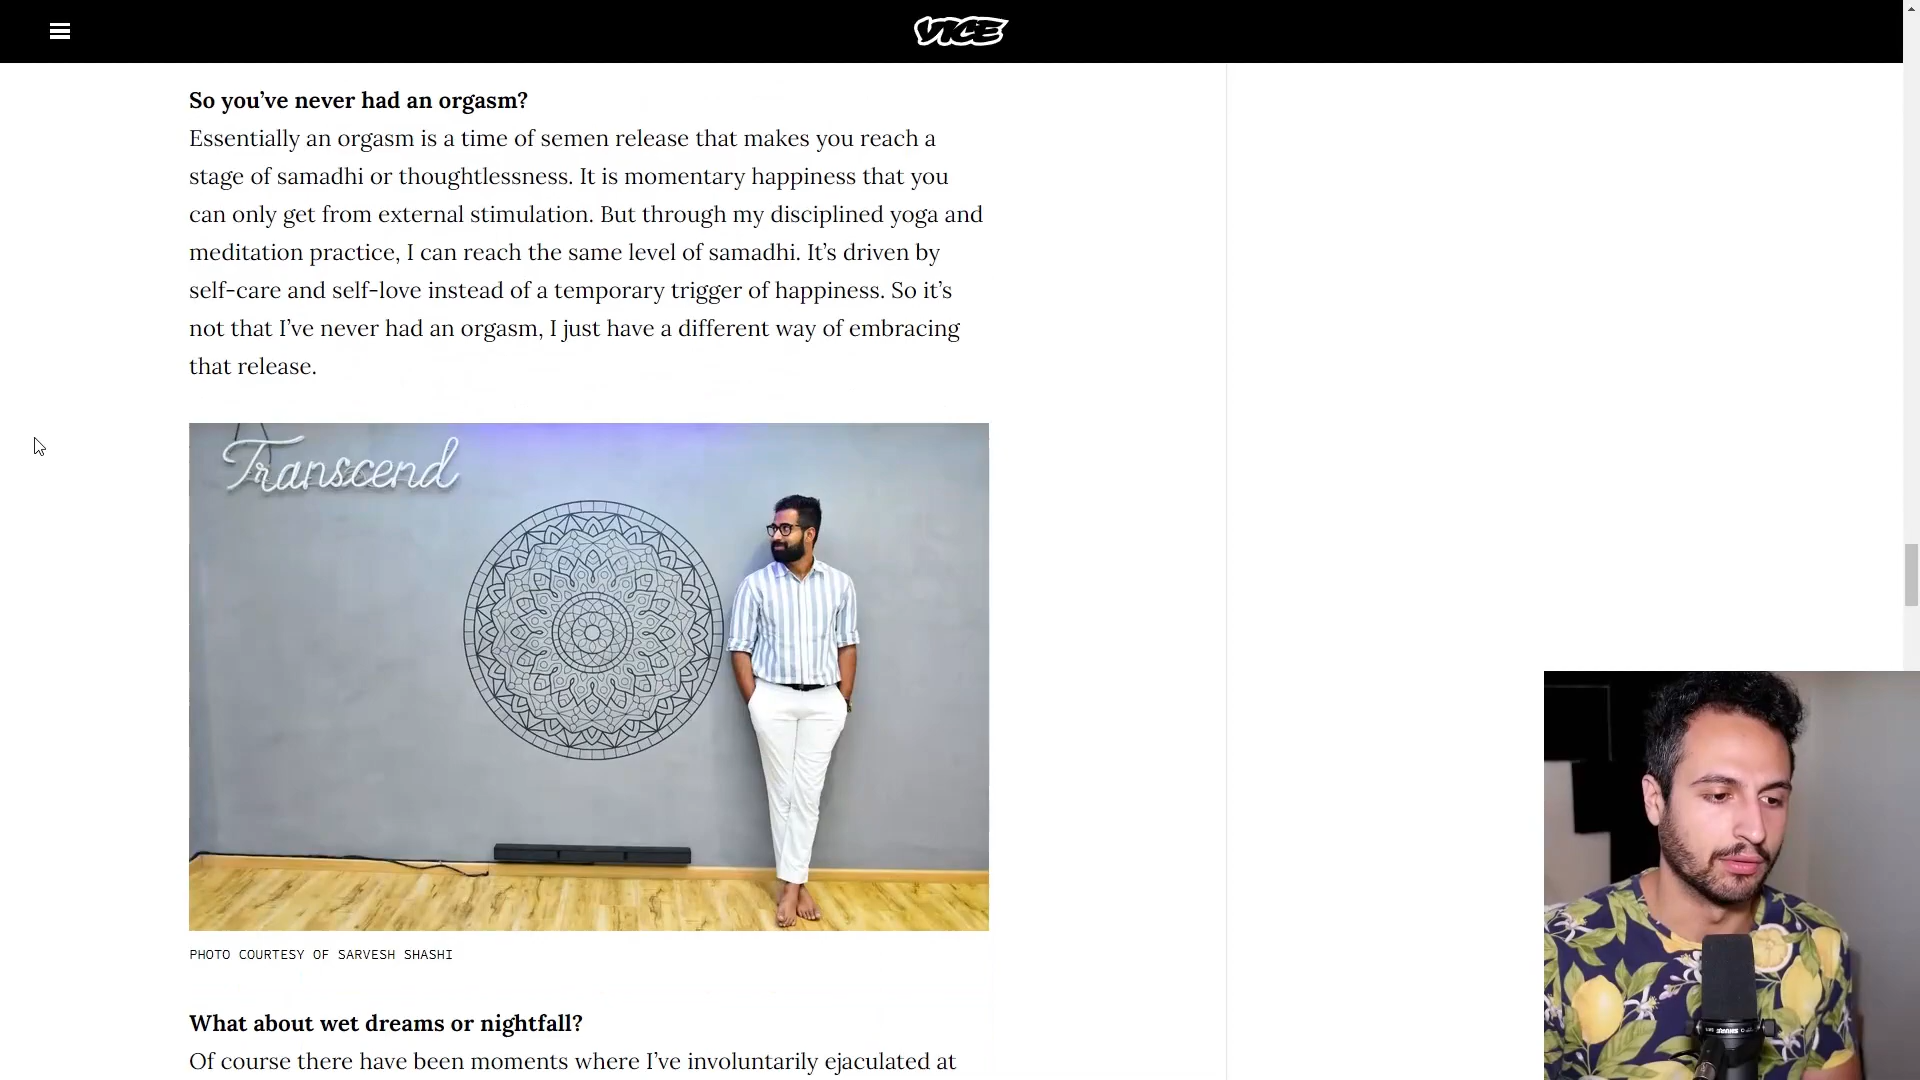 VICE
So you’ve never had an orgasm?
Essentially an orgasm is a time of semen release that makes you reach a
stage of samadhi or thoughtlessness. It is momentary happiness that you
can only get from external stimulation. But through my disciplined yoga and
meditation practice, I can reach the same level of samadhi. It’s driven by
self-care and self-love instead of a temporary trigger of happiness. So it’s
not that I’ve never had an orgasm, I just have a different way of embracing
that release.
Transcend
PHOTO COURTESY OF SARVESH SHASHI
What about wet dreams or nightfall?
Of course there have been moments where I’ve involuntarily ejaculated at
SHURE